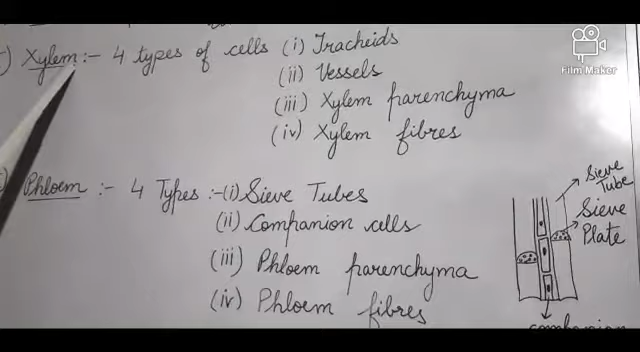 Xylem :- 4 types of cells (i) Tracheids
(ii) Vessels
(iii) Xylem parenchyma
(iv) Xylem fibres
Phloem :- 4 Types :- (i) Sieve Tubes
(ii) Companion cells
(iii) Phloem parenchyma
(iv) Phloem fibres
Sieve
Tube
Sieve
Plate
companion
Film Maker